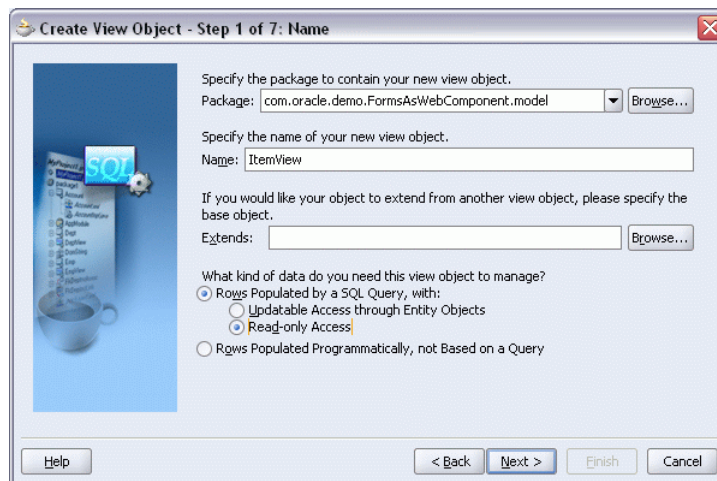 Create View Object - Step 1 of 7: Name
Specify the package to contain your new view object.
Package: com.oracle.demo.FormsAsWebComponent.model Browse...
Specify the name of your new view object.
Name: ItemView
If you would like your object to extend from another view object, please specify the
base object.
Extends: Browse...
What kind of data do you need this view object to manage?
Rows Populated by a SQL Query, with:
Updatable Access through Entity Objects
Read-only Access
Rows Populated Programmatically, not Based on a Query
SQL
Help < Back Next > Finish Cancel